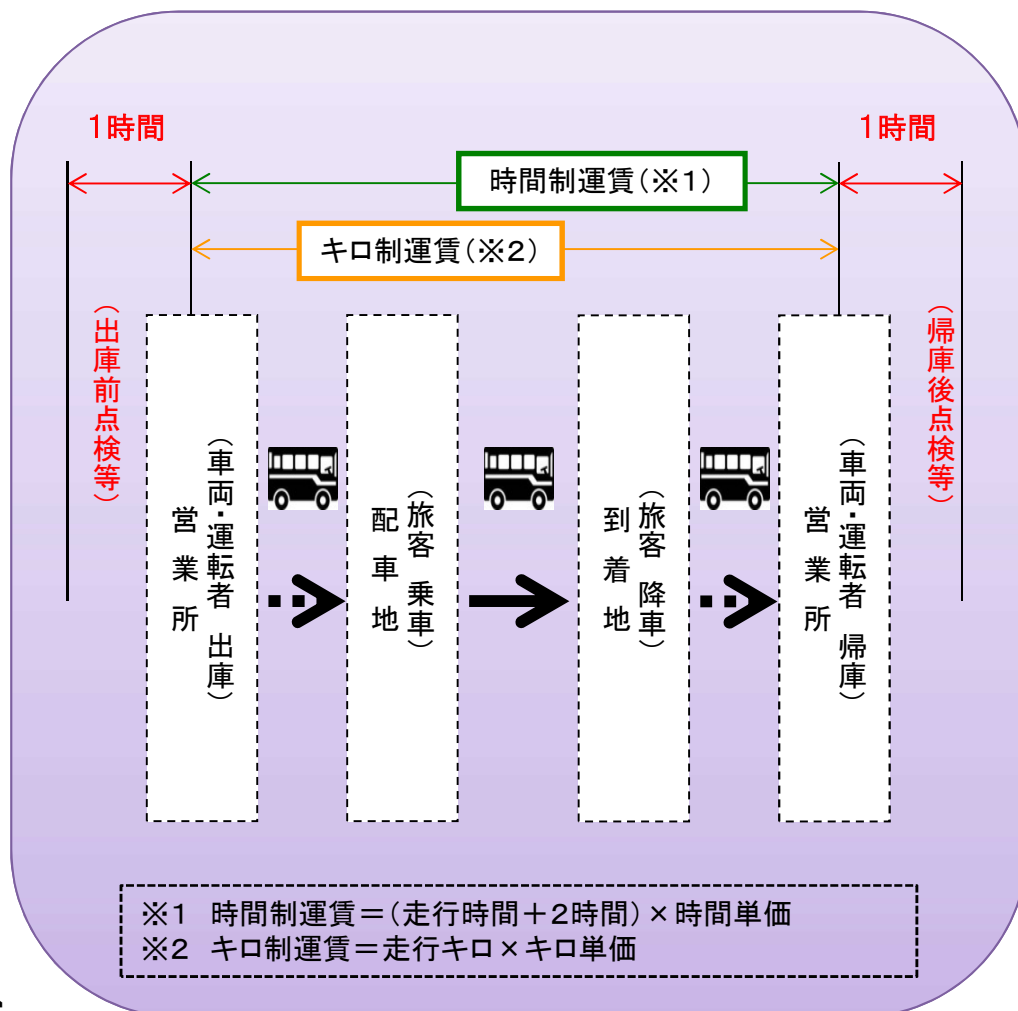 1時間
1時間
時間制運賃(※1)
キロ制運賃(※2)
(出庫前点検等)
(帰庫後点検等)
(車両・運転者 出庫)
営業所
(旅客 乗車)
配車地
(旅客 降車)
到着地
(車両・運転者 帰庫)
営業所
※1 時間制運賃=(走行時間+2時間)×時間単価
※2 キロ制運賃=走行キロ×キロ単価